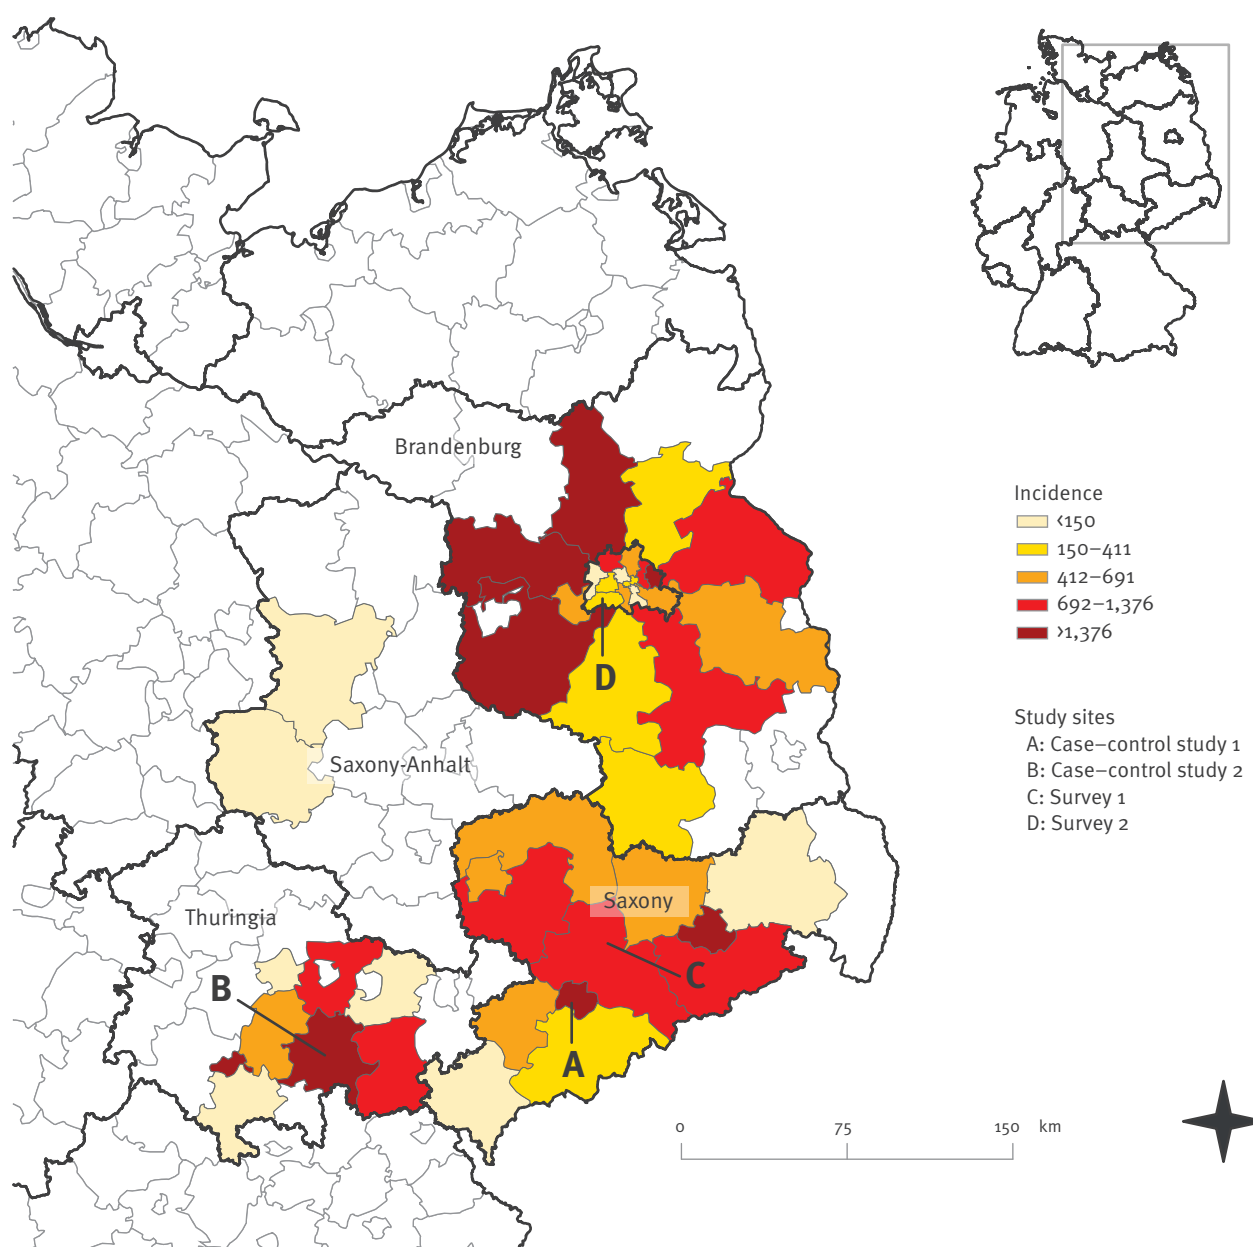 Brandenburg
Incidence
<150
150–411
412–691
692–1,376
>1,376
D
Study sites
A: Case–control study 1
B: Case–control study 2
C: Survey 1
D: Survey 2
Saxony-Anhalt
Saxony
Thuringia
C
B
A
0 75 150 km